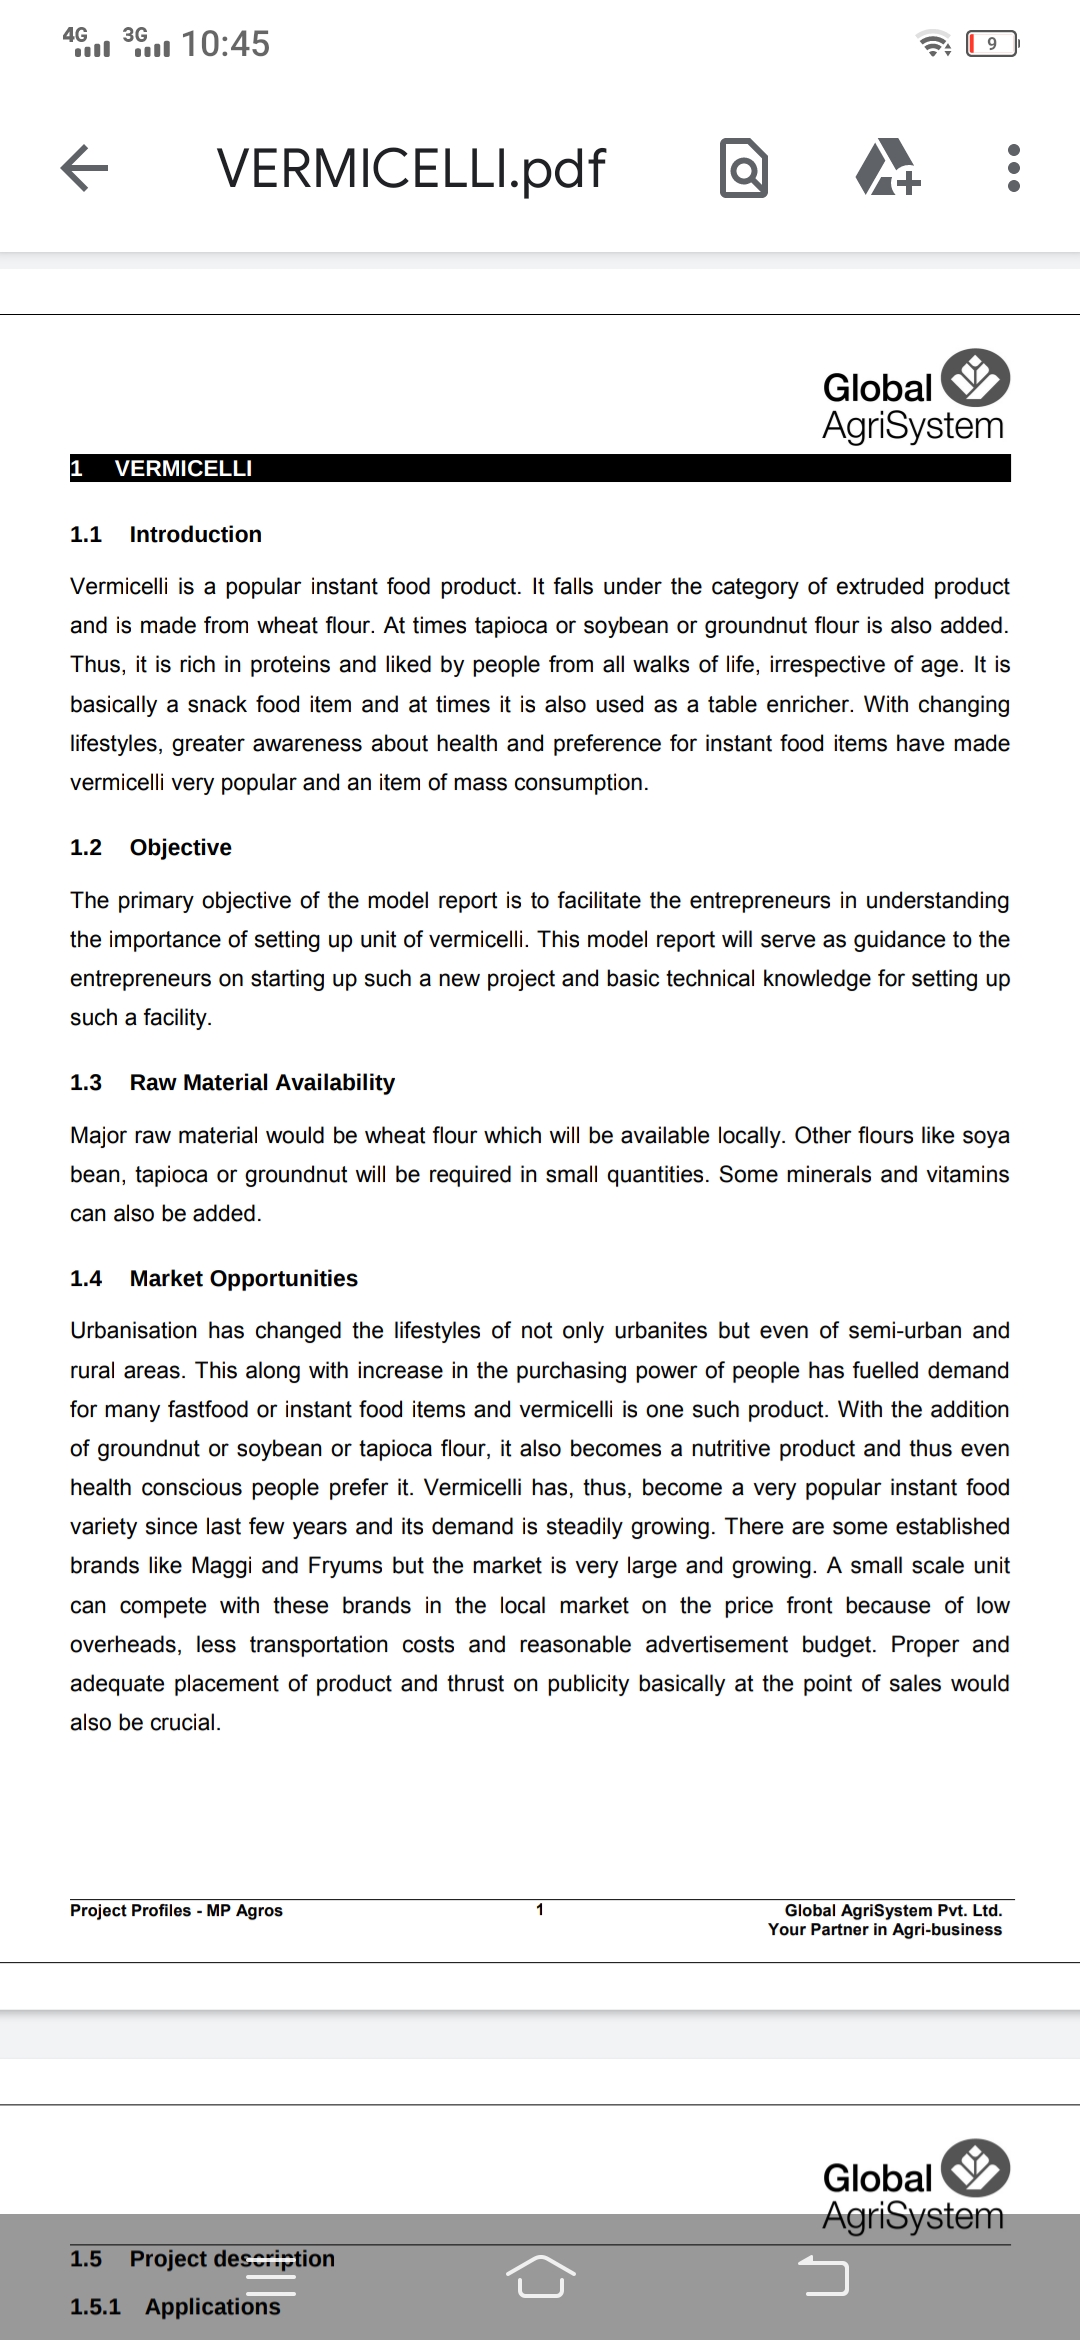 4G 3G 10:45 9
VERMICELLI.pdf
Global
AgriSystem
1 VERMICELLI
1.1 Introduction
Vermicelli is a popular instant food product. It falls under the category of extruded product
and is made from wheat flour. At times tapioca or soybean or groundnut flour is also added.
Thus, it is rich in proteins and liked by people from all walks of life, irrespective of age. It is
basically a snack food item and at times it is also used as a table enricher. With changing
lifestyles, greater awareness about health and preference for instant food items have made
vermicelli very popular and an item of mass consumption.
1.2 Objective
The primary objective of the model report is to facilitate the entrepreneurs in understanding
the importance of setting up unit of vermicelli. This model report will serve as guidance to the
entrepreneurs on starting up such a new project and basic technical knowledge for setting up
such a facility.
1.3 Raw Material Availability
Major raw material would be wheat flour which will be available locally. Other flours like soya
bean, tapioca or groundnut will be required in small quantities. Some minerals and vitamins
can also be added.
1.4 Market Opportunities
Urbanisation has changed the lifestyles of not only urbanites but even of semi-urban and
rural areas. This along with increase in the purchasing power of people has fuelled demand
for many fastfood or instant food items and vermicelli is one such product. With the addition
of groundnut or soybean or tapioca flour, it also becomes a nutritive product and thus even
health conscious people prefer it. Vermicelli has, thus, become a very popular instant food
variety since last few years and its demand is steadily growing. There are some established
brands like Maggi and Fryums but the market is very large and growing. A small scale unit
can compete with these brands in the local market on the price front because of low
overheads, less transportation costs and reasonable advertisement budget. Proper and
adequate placement of product and thrust on publicity basically at the point of sales would
also be crucial.
Project Profiles - MP Agros 1 Global AgriSystem Pvt. Ltd.
Your Partner in Agri-business
Global
AgriSystem
1.5 Project description
1.5.1 Applications